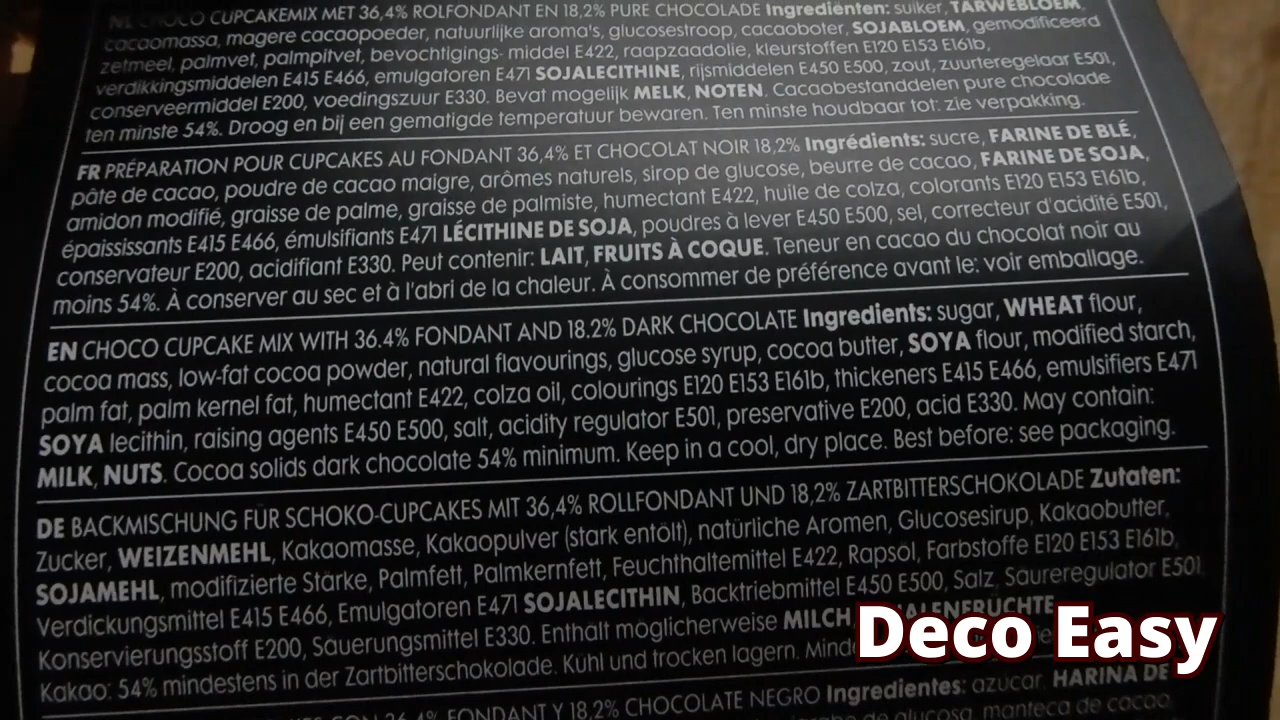 NL CHOCO CUPCAKEMIX MET 36,4% ROLFONDANT EN 18,2% PURE CHOCOLADE Ingrediënten: suiker, TARWEBLOEM,
cacaomassa, magere cacaopoeder, natuurlijke aroma's, glucosestroop, cacaoboter, SOJABLOEM, gemodificeerd
zetmeel, palmvet, palmpitvet, bevochtigings- middel E422, raapzaadolie, kleurstoffen E120 E153 E161b,
verdikkingsmiddelen E415 E466, emulgatoren E471 SOJALECITHINE, rijsmiddelen E450 E500, zout, zuurteregelaar E501,
conserveermiddel E200, voedingszuur E330. Bevat mogelijk MELK, NOTEN. Cacaobestanddelen pure chocolade
ten minste 54%. Droog en bij een gematigde temperatuur bewaren. Ten minste houdbaar tot: zie verpakking.
FR PRÉPARATION POUR CUPCAKES AU FONDANT 36,4% ET CHOCOLAT NOIR 18,2% Ingrédients: sucre, FARINE DE BLÉ,
pâte de cacao, poudre de cacao maigre, arômes naturels, sirop de glucose, beurre de cacao, FARINE DE SOJA,
amidon modifié, graisse de palme, graisse de palmiste, humectant E422, huile de colza, colorants E120 E153 E161b,
épaississants E415 E466, émulsifiants E471 LÉCITHINE DE SOJA, poudres à lever E450 E500, sel, correcteur d'acidité E501,
conservateur E200, acidifiant E330. Peut contenir: LAIT, FRUITS À COQUE. Teneur en cacao du chocolat noir au
moins 54%. À conserver au sec et à l'abri de la chaleur. À consommer de préférence avant le: voir emballage.
EN CHOCO CUPCAKE MIX WITH 36.4% FONDANT AND 18.2% DARK CHOCOLATE Ingredients: sugar, WHEAT flour,
cocoa mass, low-fat cocoa powder, natural flavourings, glucose syrup, cocoa butter, SOYA flour, modified starch,
palm fat, palm kernel fat, humectant E422, colza oil, colourings E120 E153 E161b, thickeners E415 E466, emulsifiers E471
SOYA lecithin, raising agents E450 E500, salt, acidity regulator E501, preservative E200, acid E330. May contain:
MILK, NUTS. Cocoa solids dark chocolate 54% minimum. Keep in a cool, dry place. Best before: see packaging.
DE BACKMISCHUNG FÜR SCHOKO-CUPCAKES MIT 36,4% ROLLFONDANT UND 18,2% ZARTBITTERSCHOKOLADE Zutaten:
Zucker, WEIZENMEHL, Kakaomasse, Kakaopulver (stark entölt), natürliche Aromen, Glucosesirup, Kakaobutter,
SOJAMEHL, modifizierte Stärke, Palmfett, Palmkernfett, Feuchthaltemittel E422, Rapsöl, Farbstoffe E120 E153 E161b,
Verdickungsmittel E415 E466, Emulgatoren E471 SOJALECITHIN, Backtriebmittel E450 E500, Salz, Säureregulator E501,
Konservierungsstoff E200, Säuerungsmittel E330. Enthält möglicherweise MILCH
Kakao: 54% mindestens in der Zartbitterschokolade. Kühl und trocken lagern.
Deco Easy
36,4% FONDANT Y 18,2% CHOCOLATE NEGRO Ingredientes: azúcar, HARINA DE
de glucosa, manteca de cacao,